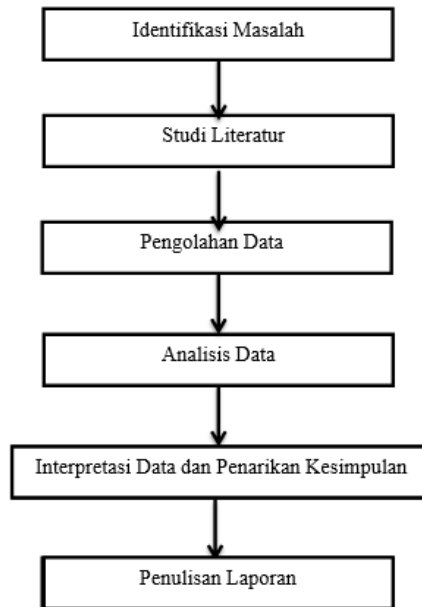 Identifikasi Masalah
Studi Literatur
Pengolahan Data
Analisis Data
Interpretasi Data dan Penarikan Kesimpulan
Penulisan Laporan